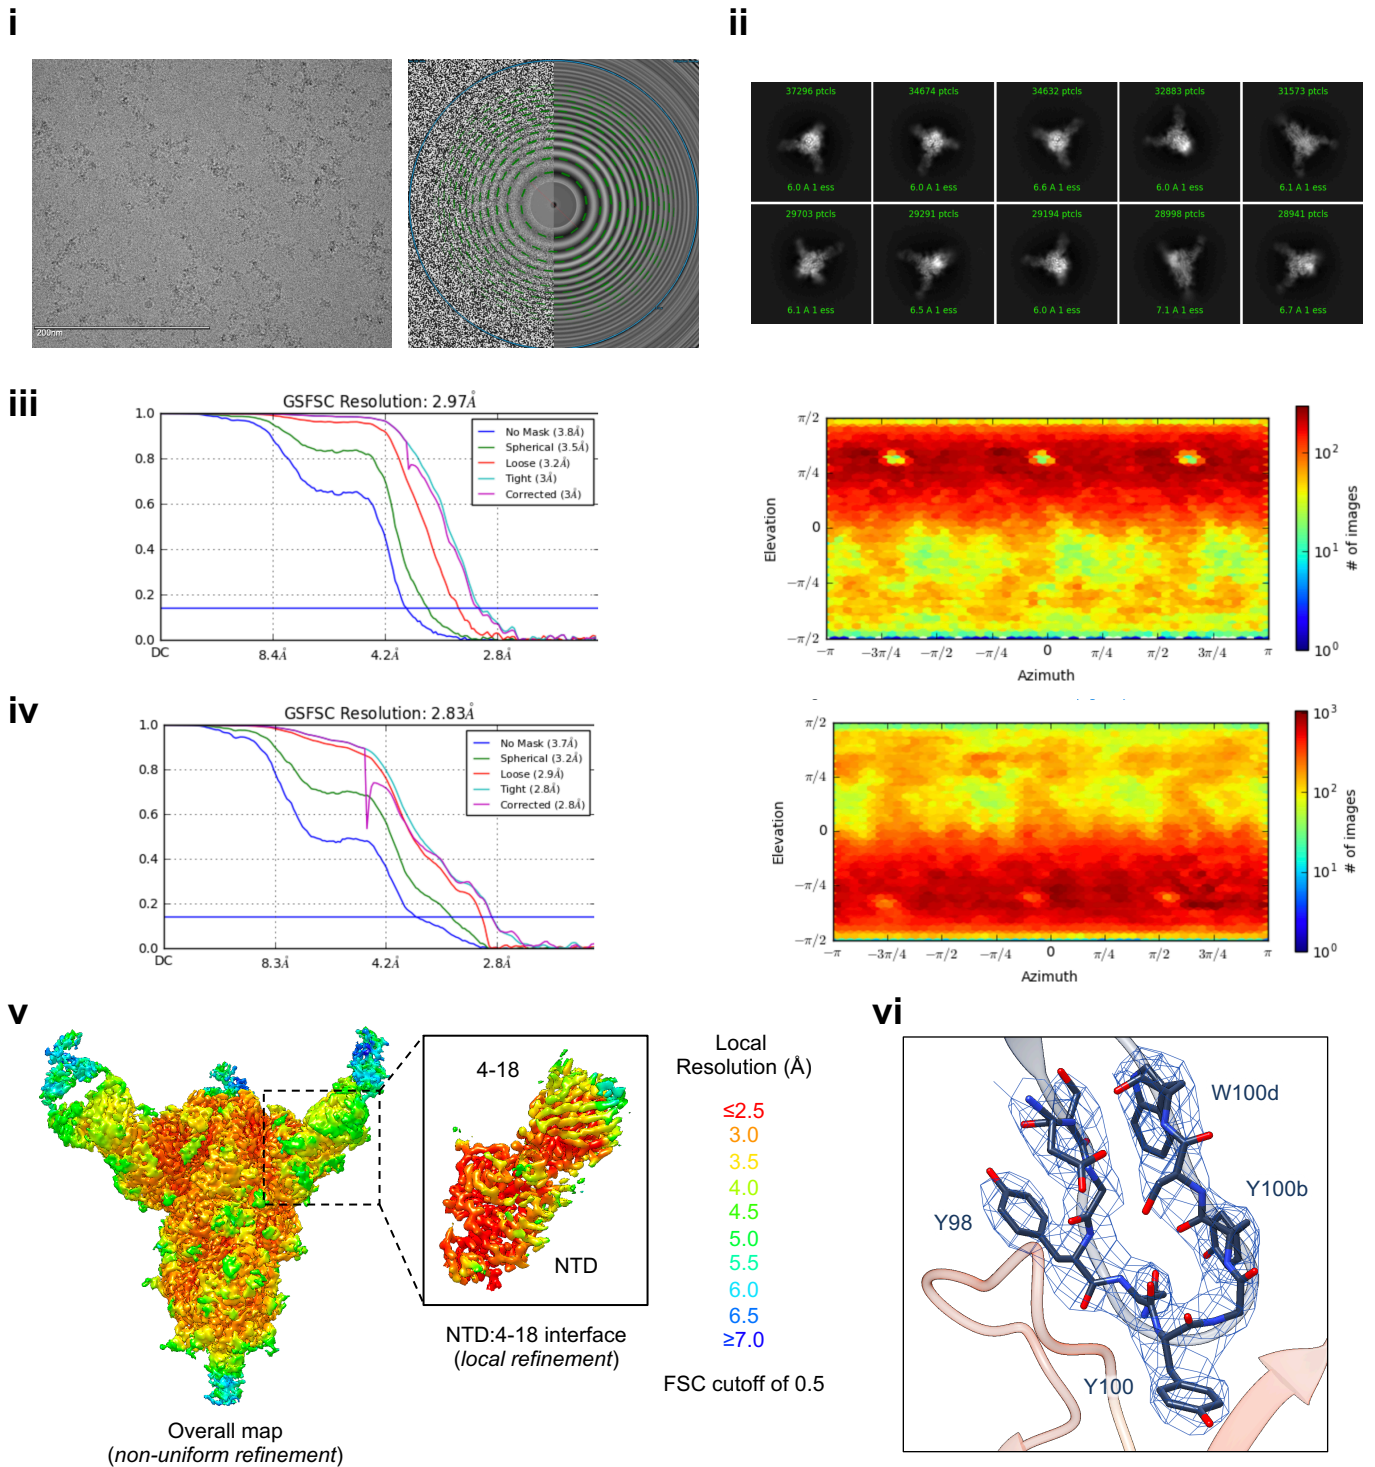 i
ii
200nm
37296 ptcls
34674 ptcls
34632 ptcls
32883 ptcls
31573 ptcls
6.0 A 1 ess
6.0 A 1 ess
6.6 A 1 ess
6.0 A 1 ess
6.1 A 1 ess
29703 ptcls
29291 ptcls
29194 ptcls
28998 ptcls
28941 ptcls
6.1 A 1 ess
6.5 A 1 ess
6.0 A 1 ess
7.1 A 1 ess
6.7 A 1 ess
iii
GSFSC Resolution: 2.97Å
1.0
0.8
0.6
0.4
0.2
0.0
DC
8.4Å
4.2Å
2.8Å
No Mask (3.8Å)
Spherical (3.5Å)
Loose (3.2Å)
Tight (3Å)
Corrected (3Å)
π/2
π/4
0
−π/4
−π/2
Elevation
−π
−3π/4
−π/2
−π/4
0
π/4
π/2
3π/4
π
Azimuth
10²
10¹
10⁰
# of images
iv
GSFSC Resolution: 2.83Å
1.0
0.8
0.6
0.4
0.2
0.0
DC
8.3Å
4.2Å
2.8Å
No Mask (3.7Å)
Spherical (3.2Å)
Loose (2.9Å)
Tight (2.8Å)
Corrected (2.8Å)
π/2
π/4
0
−π/4
−π/2
Elevation
−π
−3π/4
−π/2
−π/4
0
π/4
π/2
3π/4
π
Azimuth
10³
10²
10¹
10⁰
# of images
v
4-18
NTD
NTD:4-18 interface
(local refinement)
Overall map
(non-uniform refinement)
Local
Resolution (Å)
≤2.5
3.0
3.5
4.0
4.5
5.0
5.5
6.0
6.5
≥7.0
FSC cutoff of 0.5
vi
W100d
Y100b
Y98
Y100